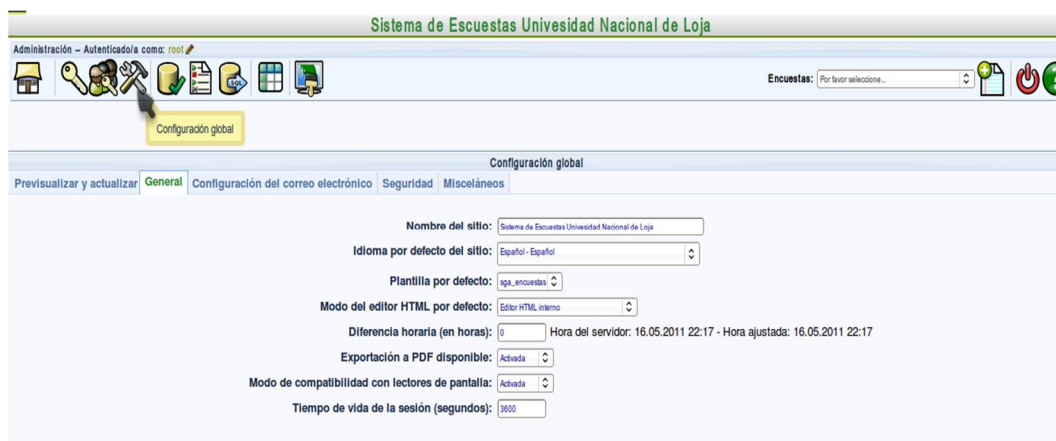 Sistema de Escuestas Univesidad Nacional de Loja
Administración – Autenticado/a como: root
SQL
Encuestas: Por favor seleccione...
Configuración global
Configuración global
Previsualizar y actualizar General Configuración del correo electrónico Seguridad Misceláneos
Nombre del sitio: Sistema de Escuestas Univesidad Nacional de Loja
Idioma por defecto del sitio: Español - Español
Plantilla por defecto: sga_encuestas
Modo del editor HTML por defecto: Editor HTML interno
Diferencia horaria (en horas): 0 Hora del servidor: 16.05.2011 22:17 - Hora ajustada: 16.05.2011 22:17
Exportación a PDF disponible: Activada
Modo de compatibilidad con lectores de pantalla: Activada
Tiempo de vida de la sesión (segundos): 3600